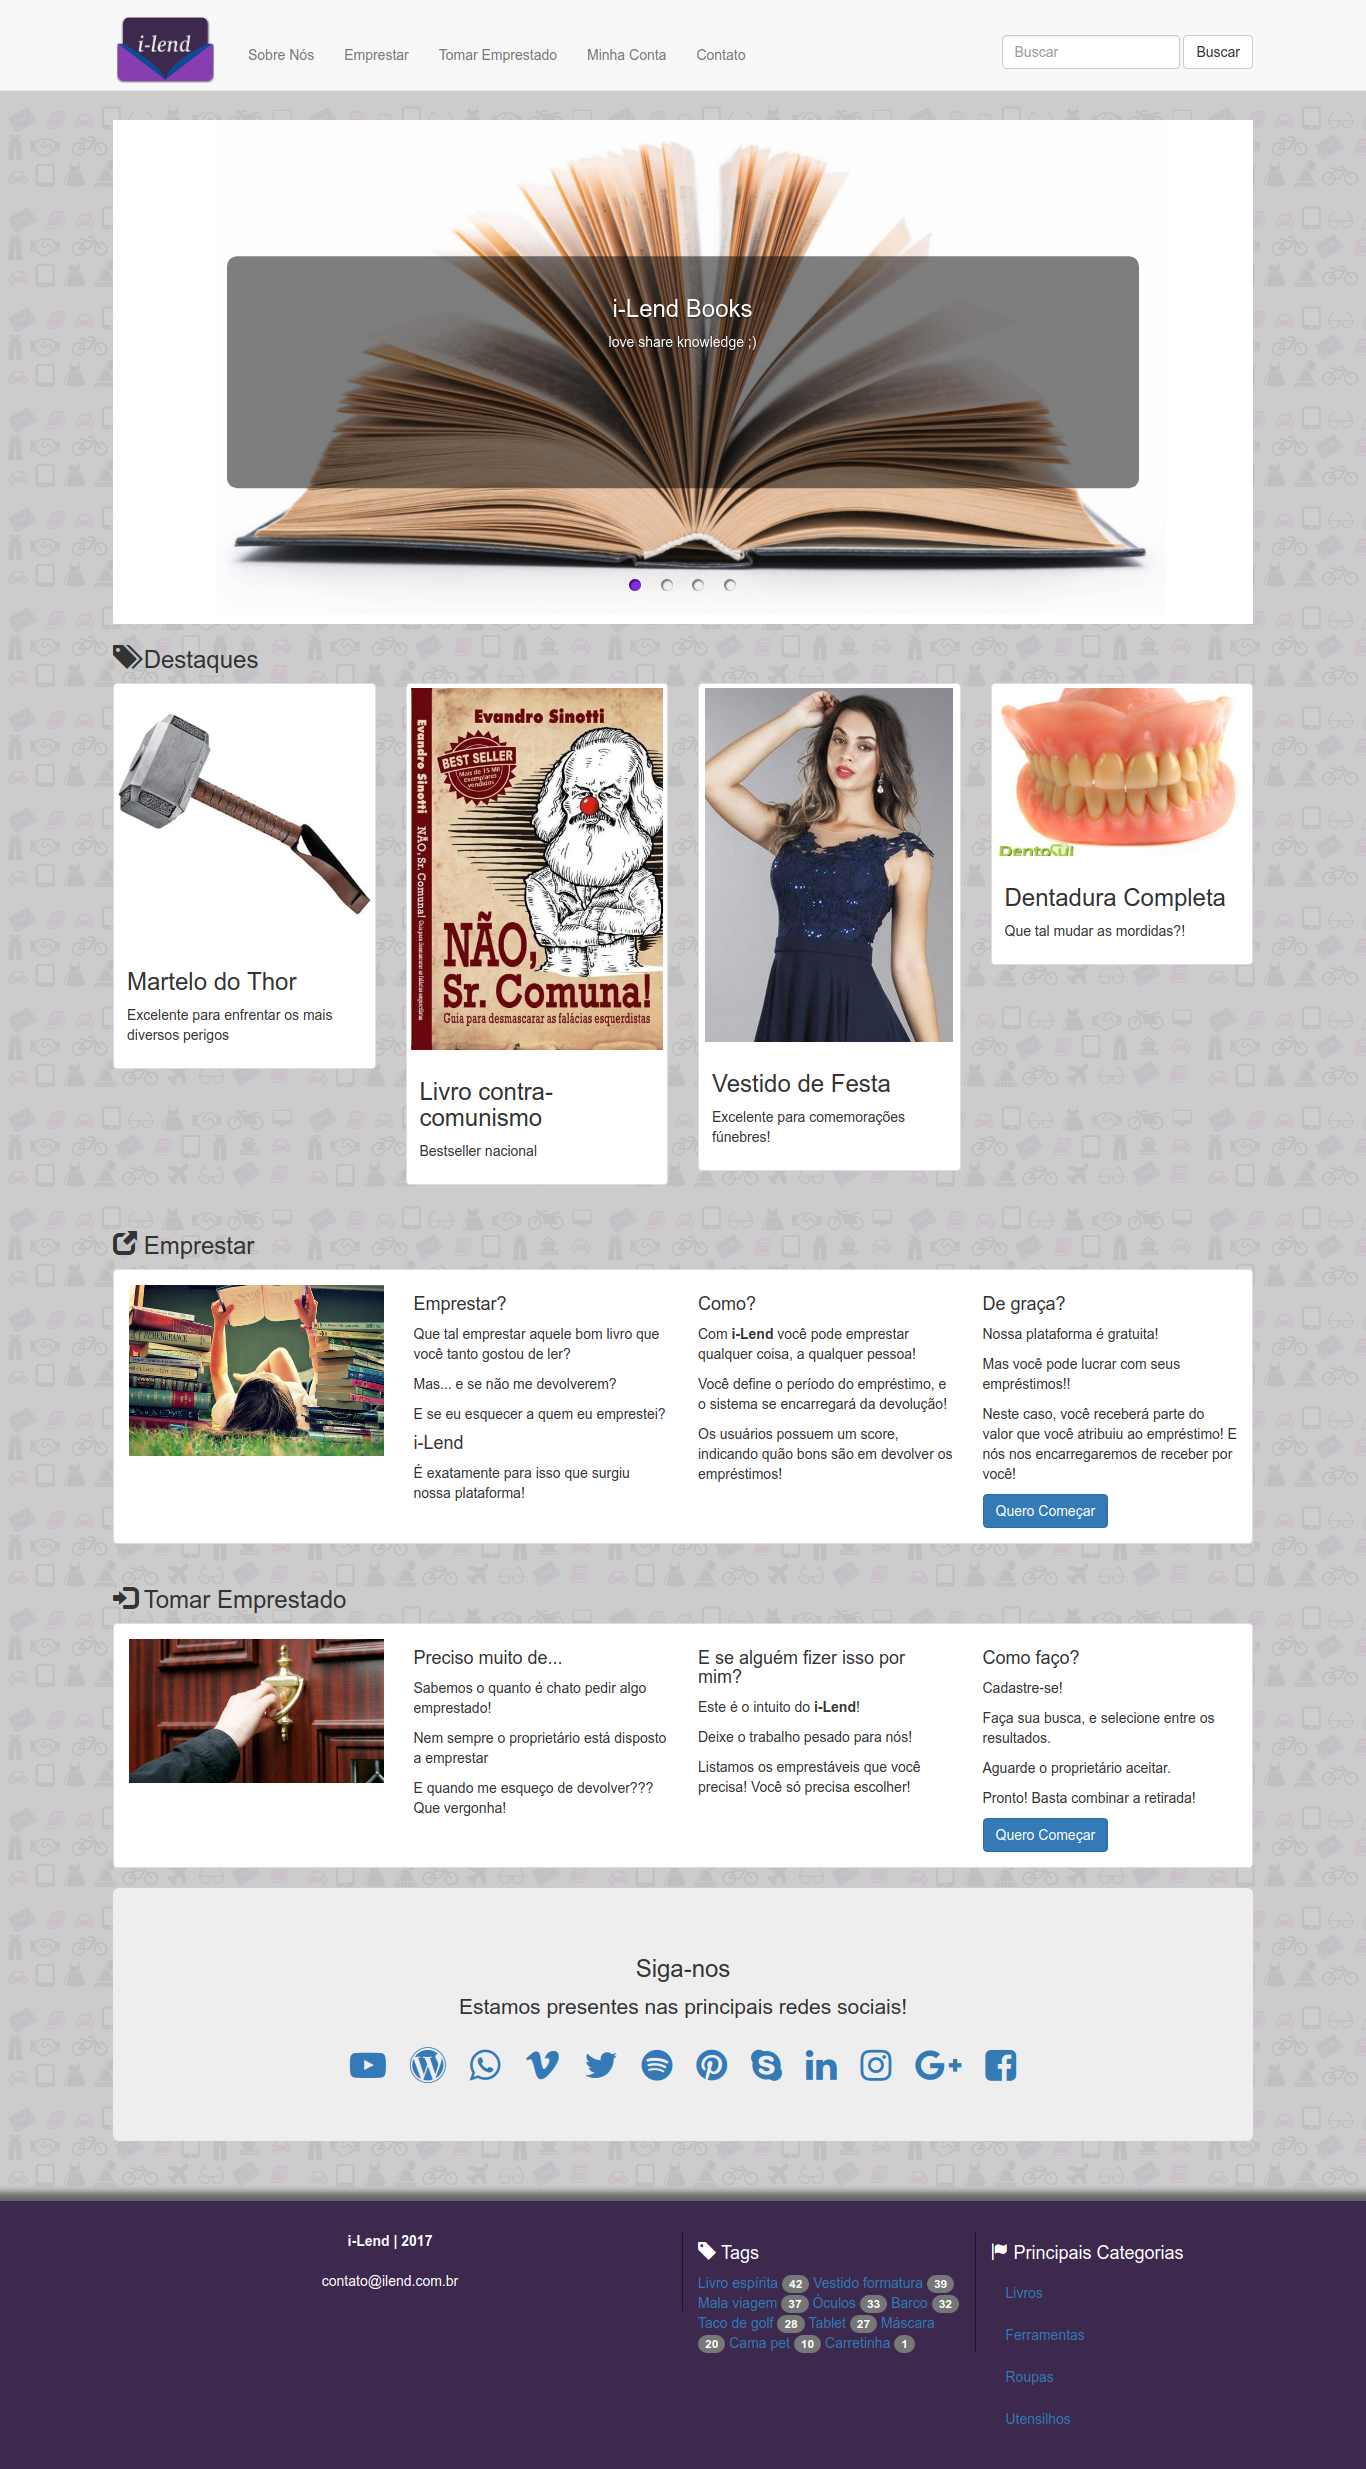 i-lend
Sobre Nós
Emprestar
Tomar Emprestado
Minha Conta
Contato
Buscar
Buscar
i-Lend Books
love share knowledge ;)
Destaques
Martelo do Thor
Excelente para enfrentar os mais
diversos perigos
Evandro Sinotti
Evandro Sinotti
BEST SELLER
Mais de 15 Mil
exemplares
vendidos
NÃO, Sr. Comuna!
NÃO,
Sr. Comuna!
Guia para desmascarar as falácias esquerdistas
Livro contra-
comunismo
Bestseller nacional
Vestido de Festa
Excelente para comemorações
fúnebres!
Dentaduras Completa
Que tal mudar as mordidas?!
Emprestar
Emprestar?
Que tal emprestar aquele bom livro que
você tanto gostou de ler?
Mas... e se não me devolverem?
E se eu esquecer a quem eu emprestei?
i-Lend
É exatamente para isso que surgiu
nossa plataforma!
Como?
Com i-Lend você pode emprestar
qualquer coisa, a qualquer pessoa!
Você define o período do empréstimo, e
o sistema se encarregará da devolução!
Os usuários possuem um score,
indicando quão bons são em devolver os
empréstimos!
De graça?
Nossa plataforma é gratuita!
Mas você pode lucrar com seus
empréstimos!!
Neste caso, você receberá parte do
valor que você atribuiu ao empréstimo! E
nós nos encarregaremos de receber por
você!
Quero Começar
Tomar Emprestado
Preciso muito de...
Sabemos o quanto é chato pedir algo
emprestado!
Nem sempre o proprietário está disposto
a emprestar
E quando me esqueço de devolver???
Que vergonha!
E se alguém fizer isso por
mim?
Este é o intuito do i-Lend!
Deixe o trabalho pesado para nós!
Listamos os emprestáveis que você
precisa! Você só precisa escolher!
Como faço?
Cadastre-se!
Faça sua busca, e selecione entre os
resultados.
Aguarde o proprietário aceitar.
Pronto! Basta combinar a retirada!
Quero Começar
Siga-nos
Estamos presentes nas principais redes sociais!
i-Lend | 2017
contato@ilend.com.br
Tags
Livro espírita 42 Vestido formatura 39
Mala viagem 37 Óculos 33 Barco 32
Taco de golf 28 Tablet 27 Máscara
20 Cama pet 10 Carretinha 1
Principais Categorias
Livros
Ferramentas
Roupas
Utensilhos